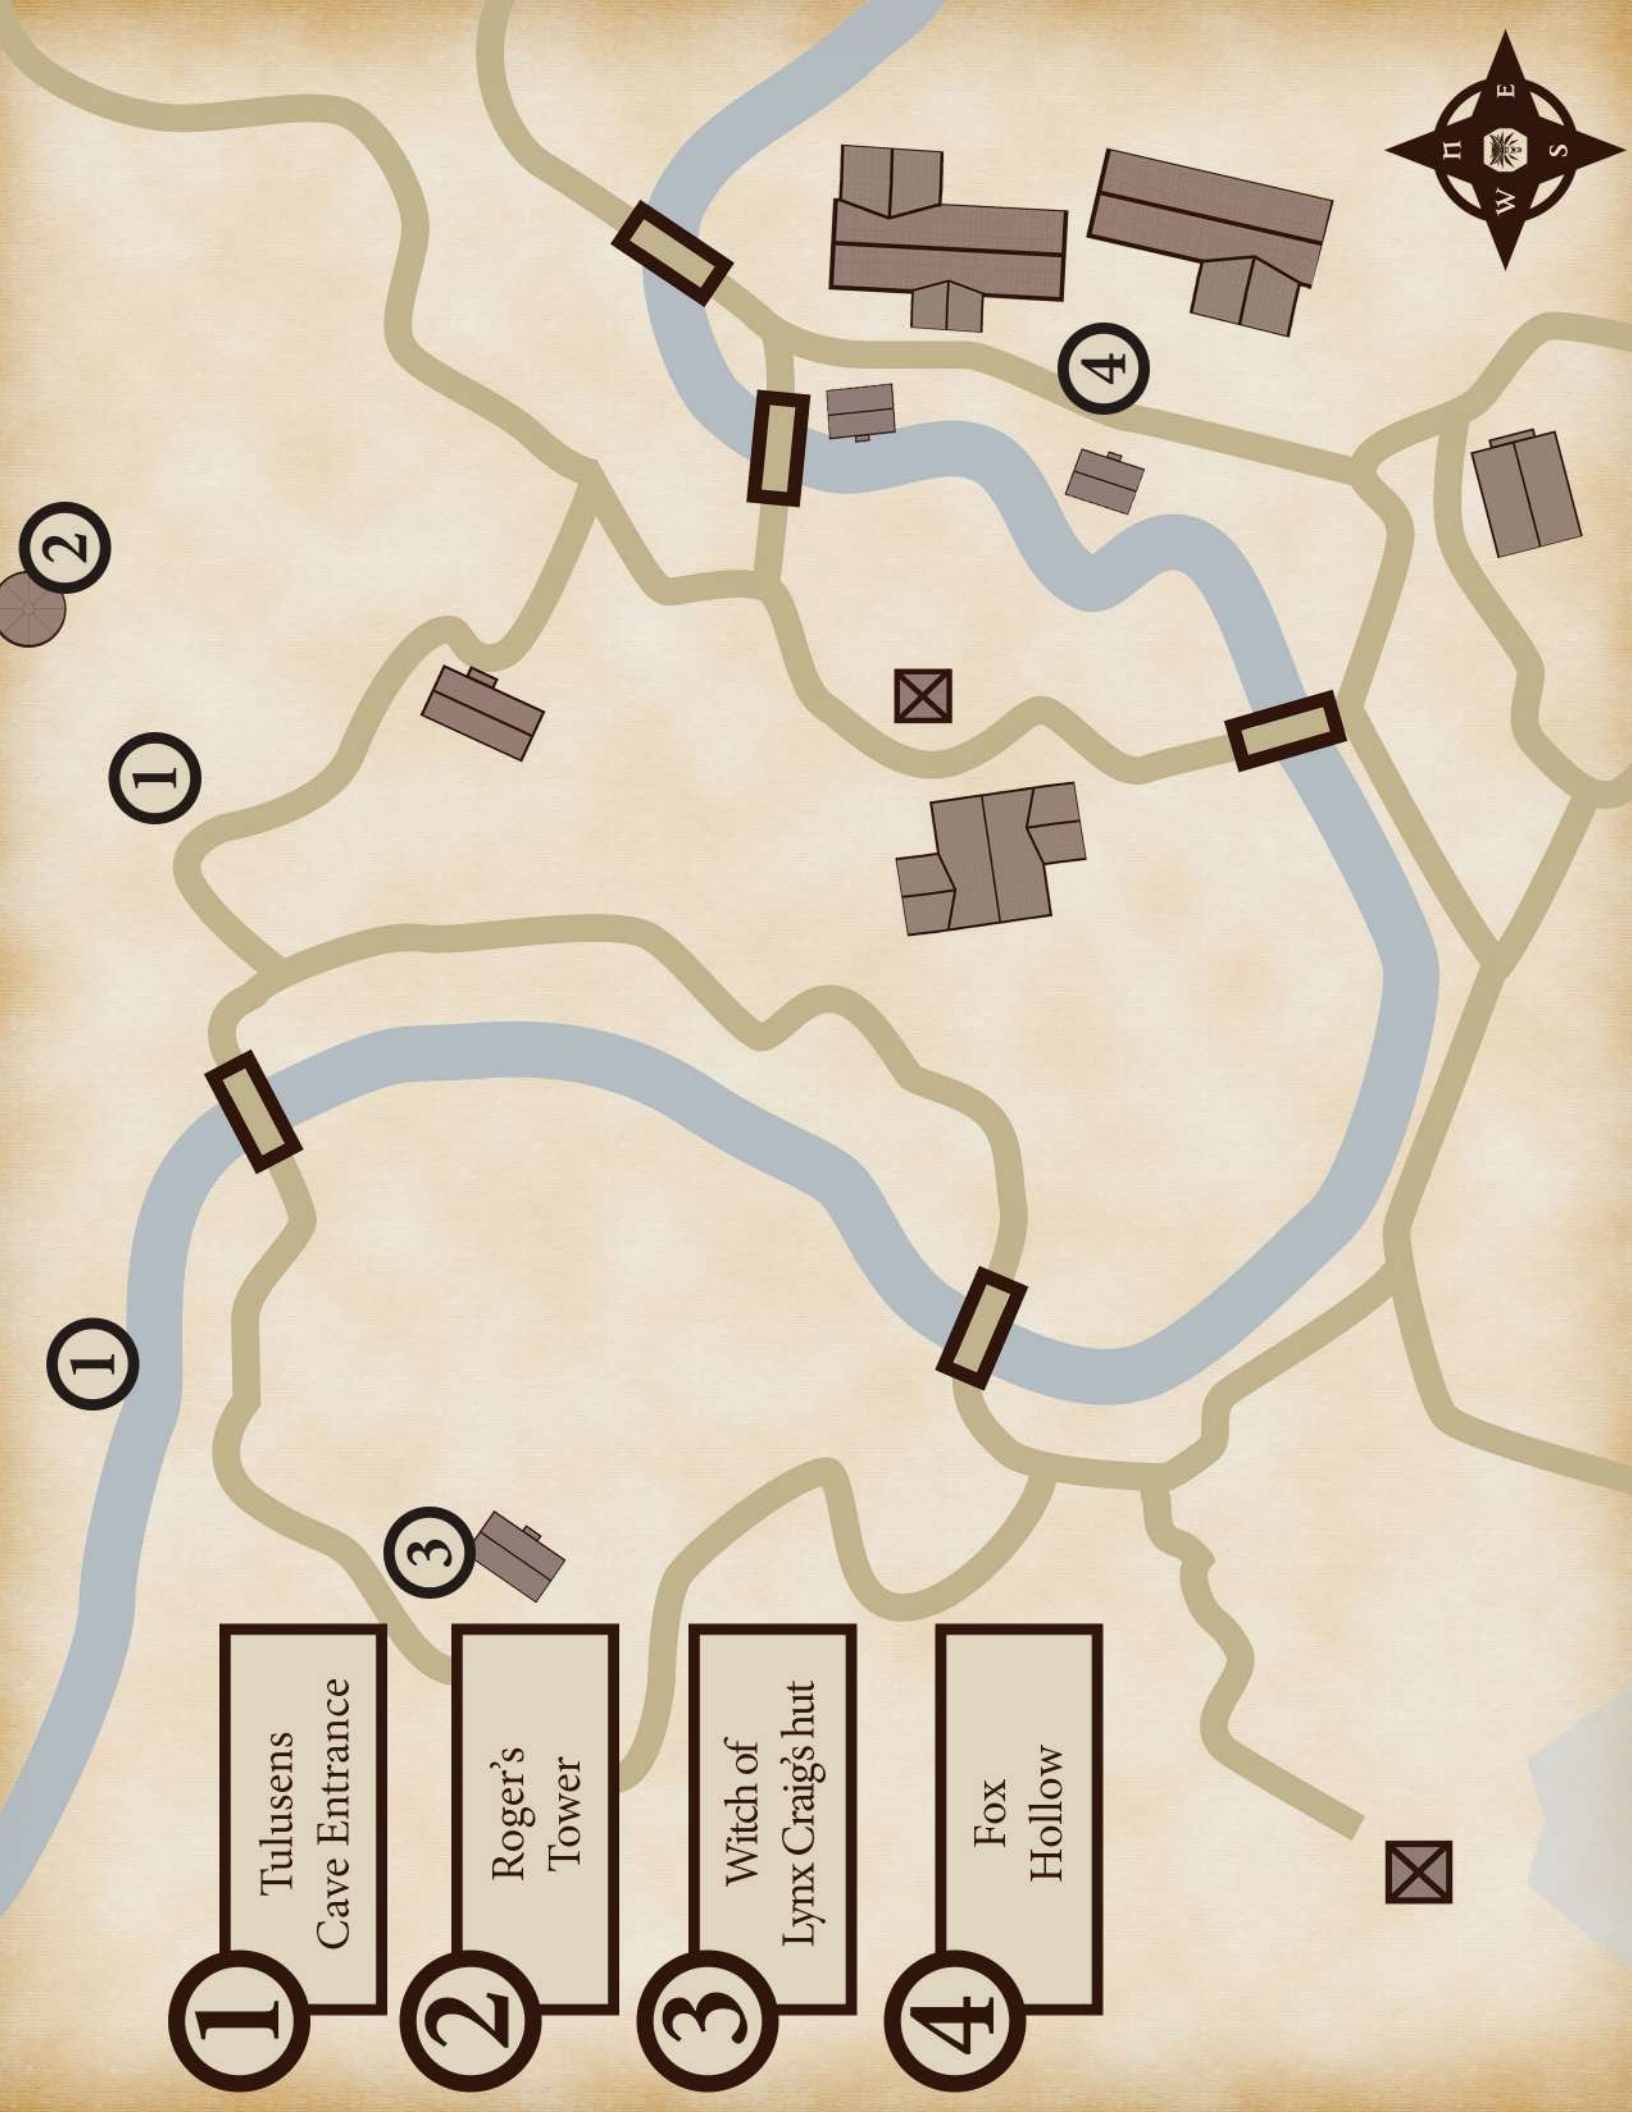 2
1
1
3
4
N
E
S
W
1
Tulusens
Cave Entrance
2
Roger's
Tower
3
Witch of
Lynx Craig's hut
4
Fox
Hollow